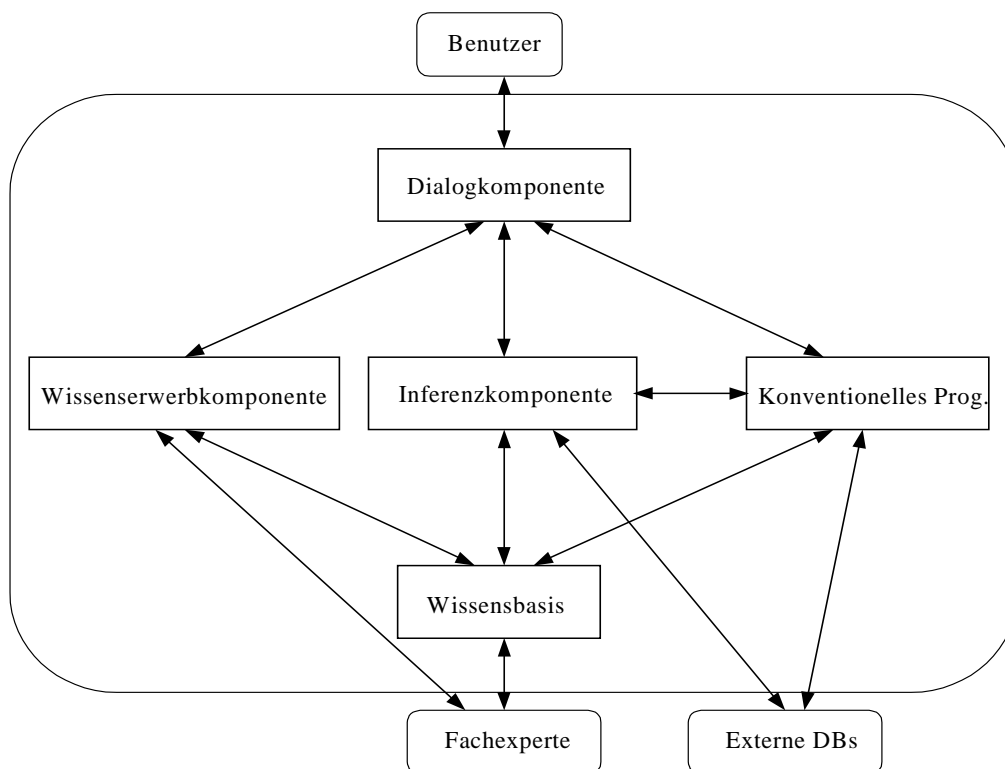 Benutzer
Dialogkomponente
Wissenserwerbkomponente
Inferenzkomponente
Konventionelles Prog.
Wissensbasis
Fachexperte
Externe DBs